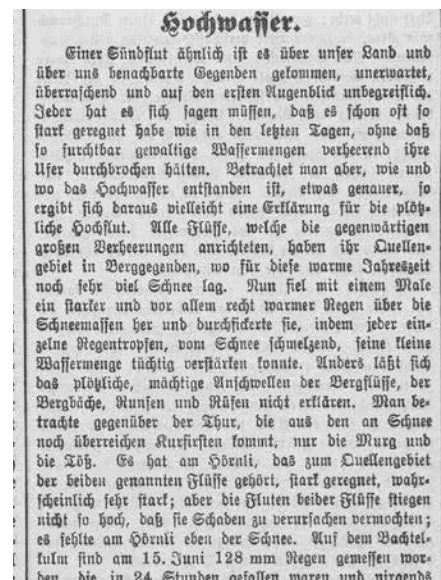 Hochwasser.
Einer Sündflut ähnlich ist es über unser Land und
über uns benachbarte Gegenden gekommen, unerwartet,
überraschend und auf den ersten Augenblick unbegreiflich.
Jeder hat es sich sagen müssen, daß es schon oft so
stark geregnet habe wie in den letzten Tagen, ohne daß
so furchtbar gewaltige Wassermengen verheerend ihre
Ufer durchbrochen hätten. Betrachtet man aber, wie und
wo das Hochwasser entstanden ist, etwas genauer, so
ergibt sich daraus vielleicht eine Erklärung für die plötz-
liche Hochflut. Alle Flüsse, welche die gegenwärtigen
großen Verheerungen anrichteten, haben ihr Quellen-
gebiet in Berggegenden, wo für diese warme Jahreszeit
noch sehr viel Schnee lag. Nun fiel mit einem Male
ein starker und vor allem recht warmer Regen über die
Schneemassen her und durchsickerte sie, indem jeder ein-
zelne Regentropfen, vom Schnee schmelzend, seine kleine
Wassermenge tüchtig verstärken konnte. Anders läßt sich
das plötzliche, mächtige Anschwellen der Bergflüsse, der
Bergbäche, Runsen und Rüfen nicht erklären. Man be-
trachte gegenüber der Thur, die aus den an Schnee
noch überreichen Kurfirsten kommt, nur die Murg und
die Töß. Es hat am Hörnli, das zum Quellengebiet
der beiden genannten Flüsse gehört, stark geregnet, wahr-
scheinlich sehr stark; aber die Fluten beider Flüsse stiegen
nicht so hoch, daß sie Schaden zu verursachen vermochten;
es fehlte am Hörnli eben der Schnee. Auf dem Bachtel-
kulm sind am 15. Juni 128 mm Regen gemessen wor-
den, die in 24 Stunden gefallen waren und nirgends